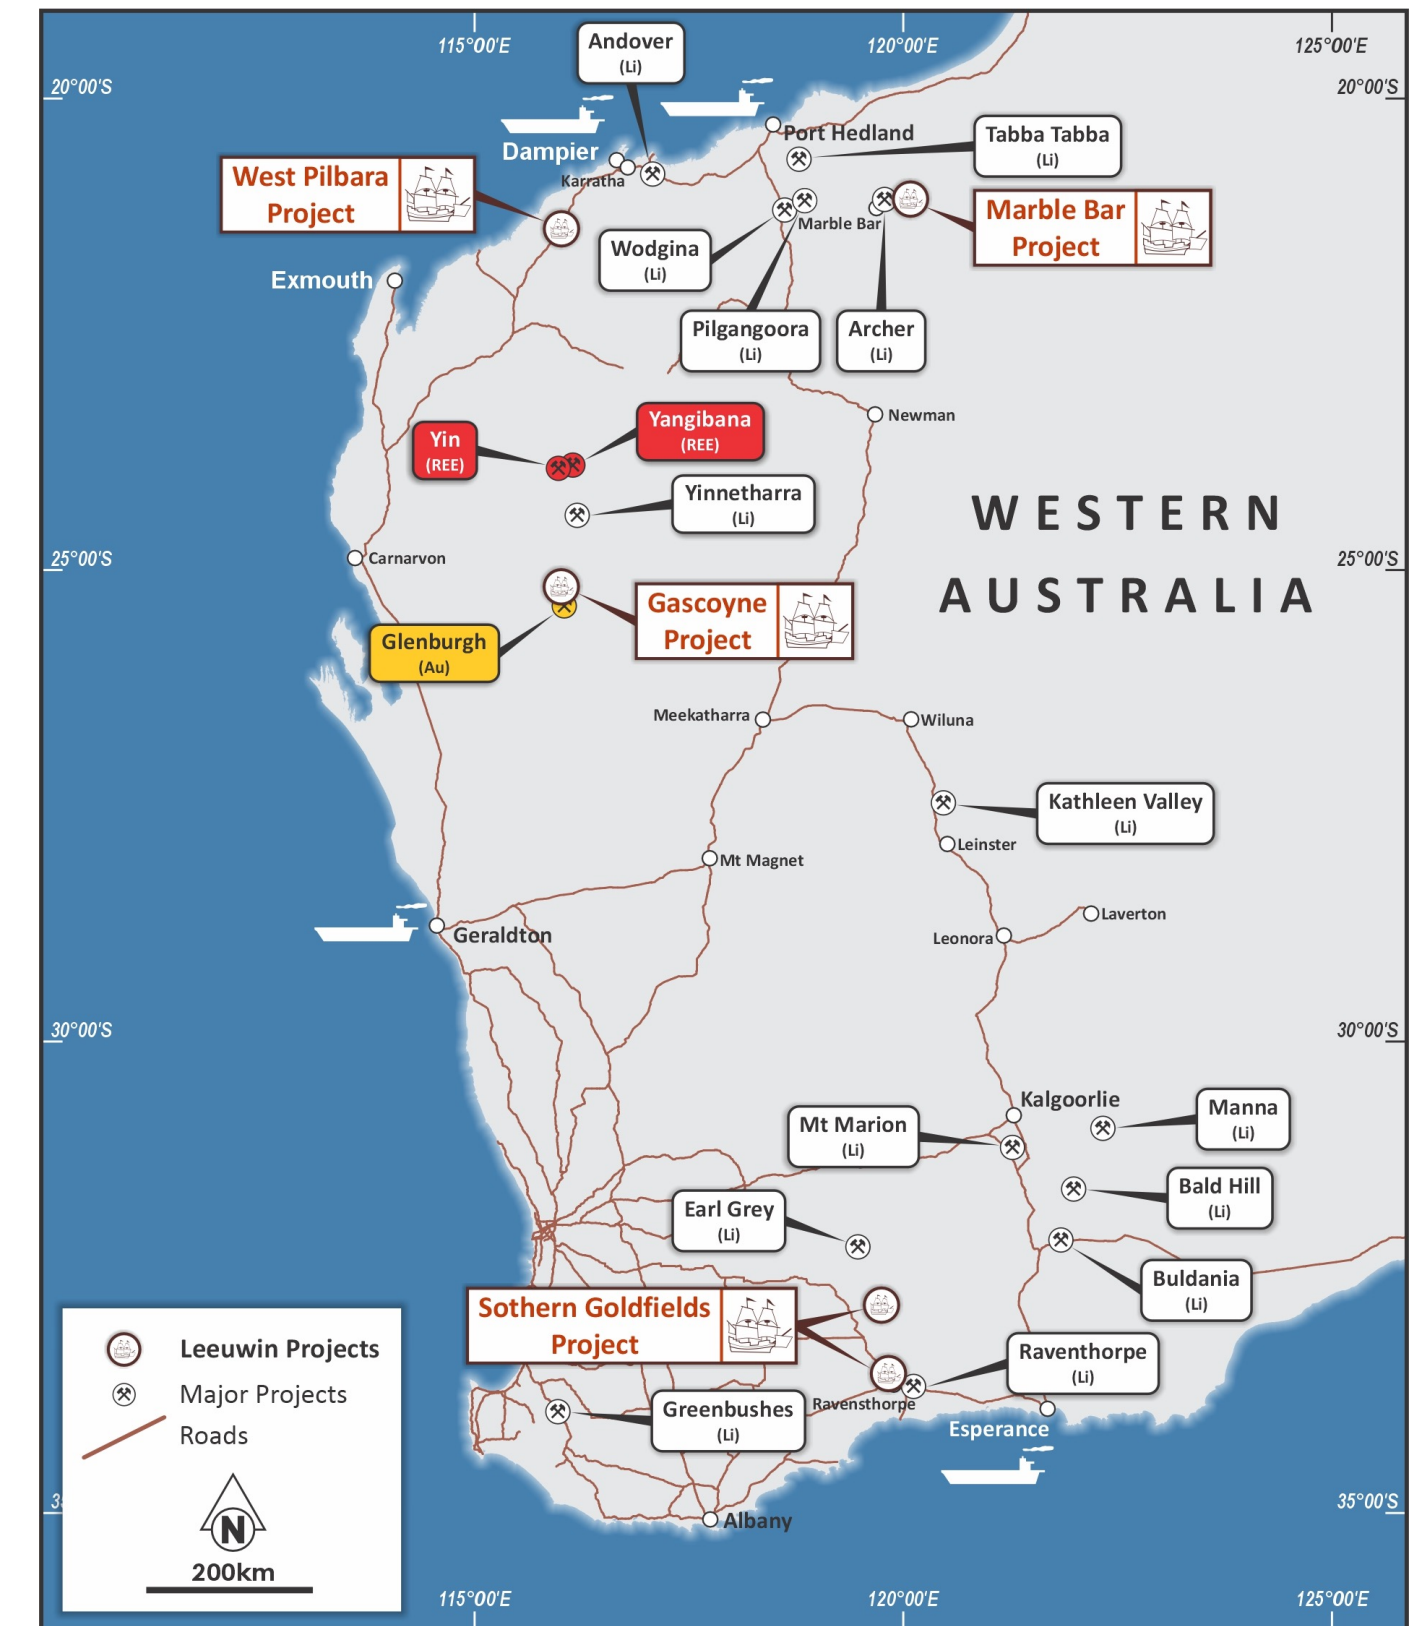 115°00'E
120°00'E
125°00'E
Andover
(Li)
20°00'S
20°00'S
Port Hedland
Tabba Tabba
(Li)
Dampier
Karratha
West Pilbara
Project
Marble Bar
Project
Marble Bar
Wodgina
(Li)
Exmouth
Pilgangoora
(Li)
Archer
(Li)
Newman
Yangibana
(REE)
Yin
(REE)
Yinnetharra
(Li)
WESTERN
AUSTRALIA
25°00'S
25°00'S
Carnarvon
Gascoyne
Project
Glenburgh
(Au)
Meekatharra
Wiluna
Kathleen Valley
(Li)
Leinster
Mt Magnet
Laverton
Leonora
Geraldton
30°00'S
30°00'S
Kalgoorlie
Manna
(Li)
Mt Marion
(Li)
Bald Hill
(Li)
Earl Grey
(Li)
Buldania
(Li)
Sothern Goldfields
Project
Raventhorpe
(Li)
Ravensthorpe
Greenbushes
(Li)
Esperance
Albany
35°00'S
Leeuwin Projects
Major Projects
Roads
N
200km
115°00'E
120°00'E
125°00'E